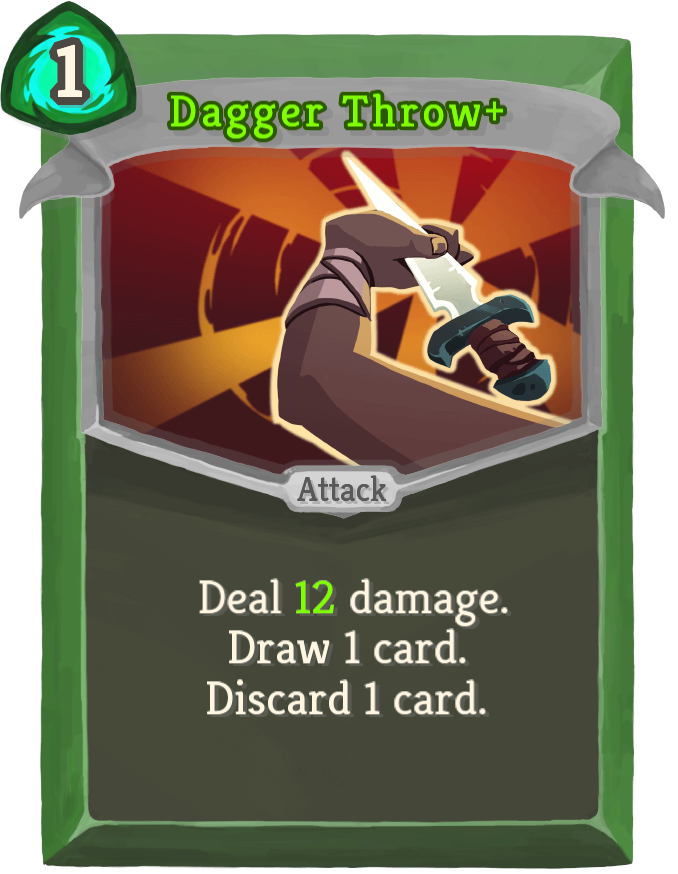 1
Dagger Throw+
Attack
Deal 12 damage.
Draw 1 card.
Discard 1 card.